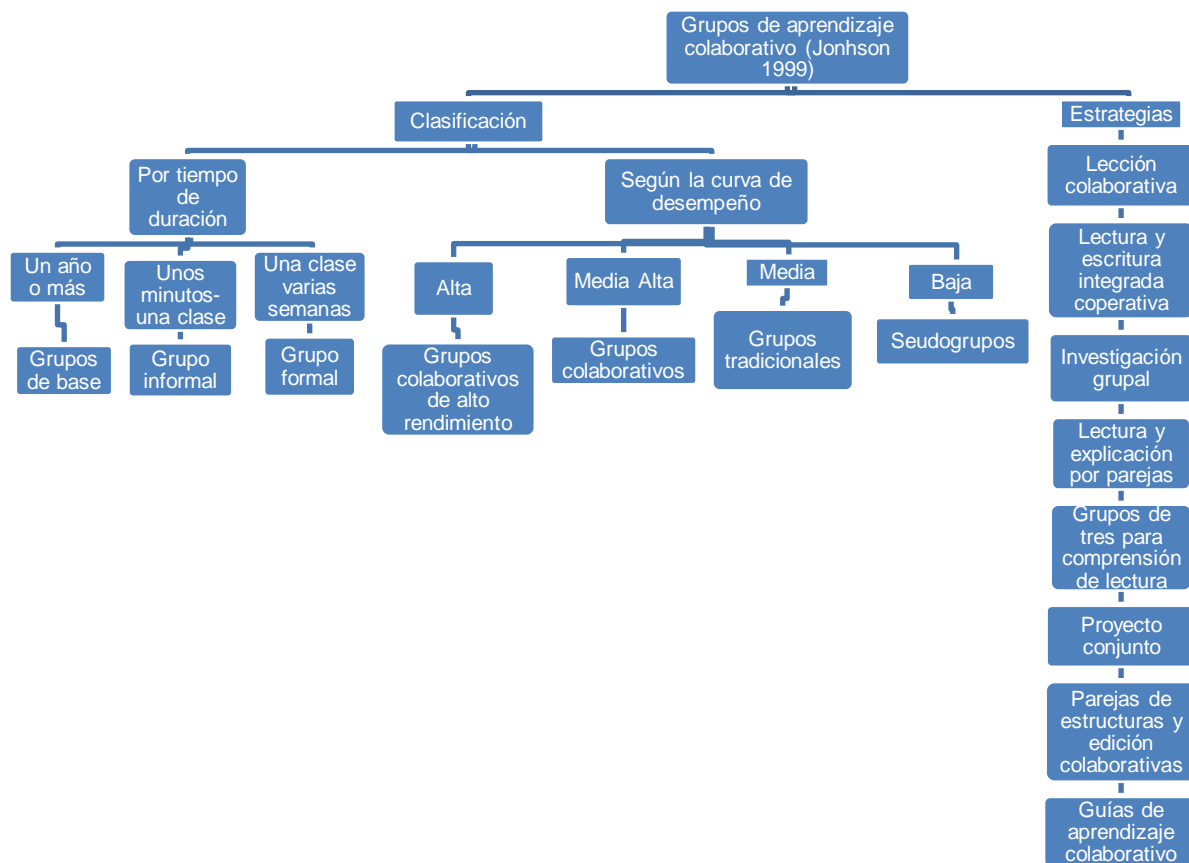 Grupos de aprendizaje
colaborativo (Jonhson
1999)
Clasificación
Estrategias
Por tiempo
de
duración
Según la curva de
desempeño
Lección
colaborativa
Un año
o más
Unos
minutos-
una clase
Una clase
varias
semanas
Alta
Media Alta
Media
Baja
Lectura y
escritura
integrada
coperativa
Grupos
de base
Grupo
informal
Grupo
formal
Grupos
colaborativos
de alto
rendimiento
Grupos
colaborativos
Grupos
tradicionales
Seudogrupos
Investigación
grupal
Lectura y
explicación
por parejas
Grupos de
tres para
comprensión
de lectura
Proyecto
conjunto
Parejas de
estructuras y
edición
colaborativas
Guías de
aprendizaje
colaborativo